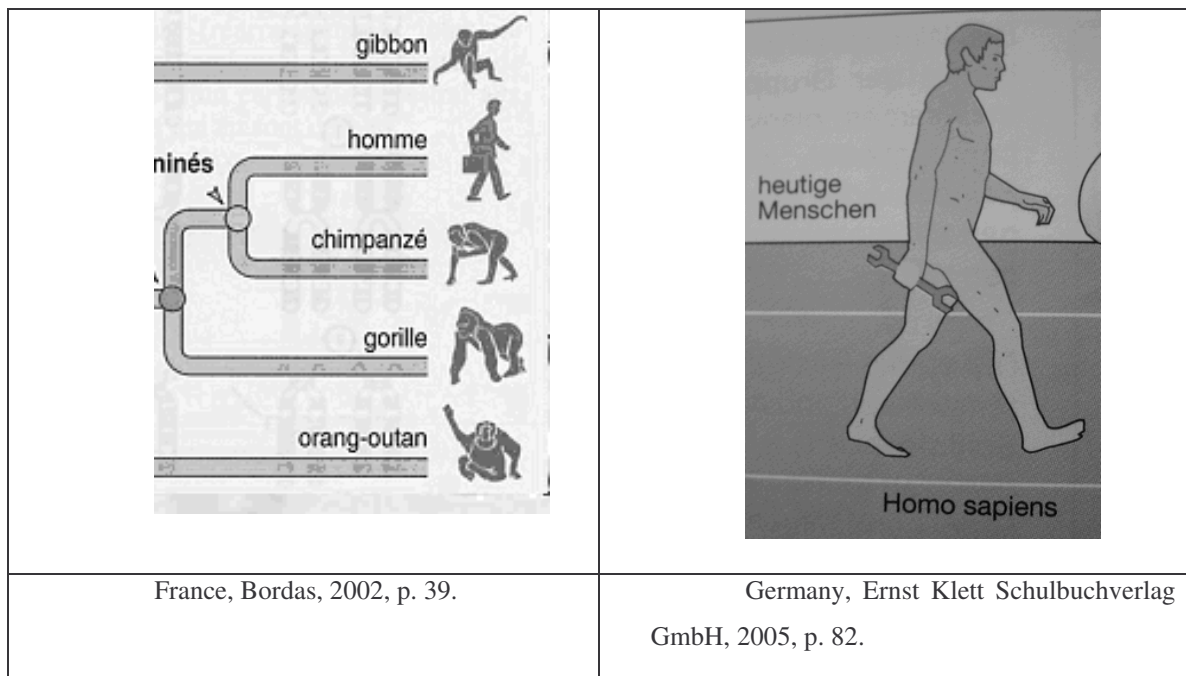 gibbon
homme
ninés
chimpanzé
gorille
orang-outan
heutige
Menschen
Homo sapiens
France, Bordas, 2002, p. 39.
Germany, Ernst Klett Schulbuchverlag
GmbH, 2005, p. 82.